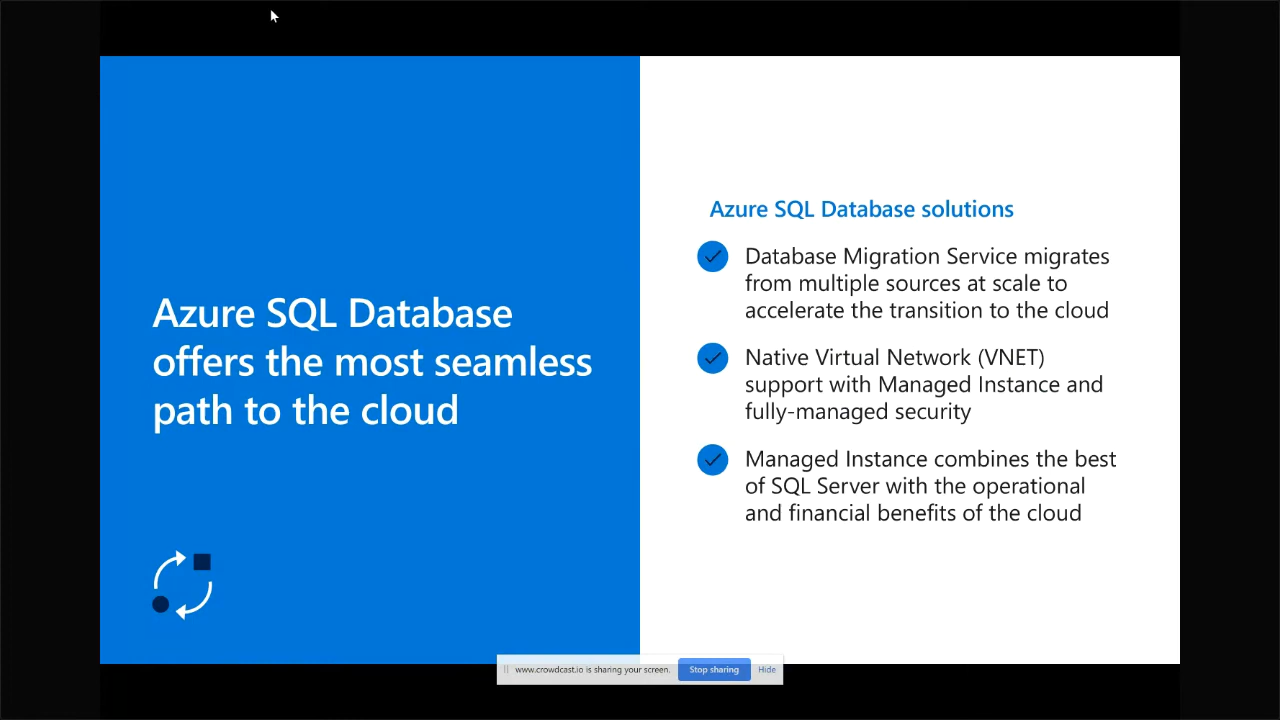 Azure SQL Database
offers the most seamless
path to the cloud
Azure SQL Database solutions
Database Migration Service migrates
from multiple sources at scale to
accelerate the transition to the cloud
Native Virtual Network (VNET)
support with Managed Instance and
fully-managed security
Managed Instance combines the best
of SQL Server with the operational
and financial benefits of the cloud
www.crowdcast.io is sharing your screen. Stop sharing Hide